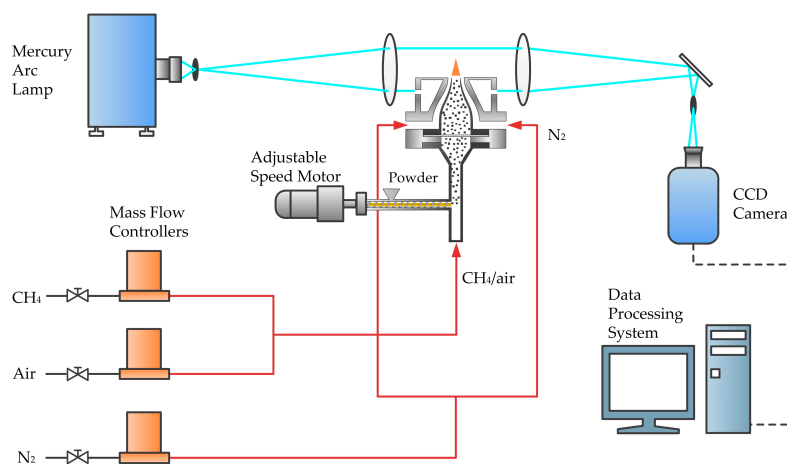 Mercury
Arc
Lamp
N₂
Adjustable
Speed Motor
Powder
CCD
Camera
Mass Flow
Controllers
CH₄/air
CH₄
Data
Processing
System
Air
N₂